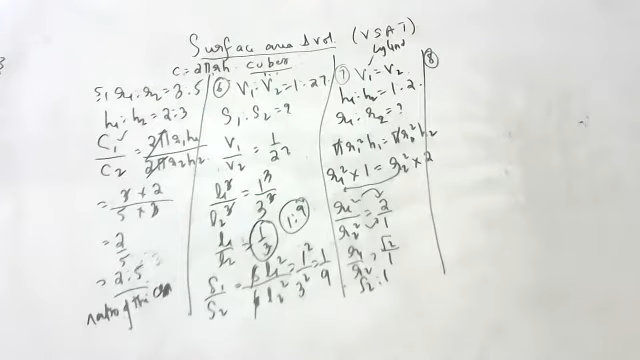 Surface area & vol. (VSAT)
C = 2πrh
5) r₁ : r₂ = 3 : 5
h₁ : h₂ = 2 : 3
C₁/C₂ = 2πr₁h₁/2πr₂h₂
= 3 × 2/5 × 3
= 2/5
= 2 : 5
ratio of the
cubes
⑥ V₁ : V₂ = 1 : 27
S₁ : S₂ = ?
V₁/V₂ = 1/27
l₁³/l₂³ = 1³/3³
l₁/l₂ = 1/3
1 : 9
S₁/S₂ = 6l₁²/6l₂² = 1²/3² = 1/9
⑦ V₁ = V₂
h₁ : h₂ = 1 : 2
r₁ : r₂ = ?
πr₁²h₁ = πr₂²h₂
r₁² × 1 = r₂² × 2
r₁²/r₂² = 2/1
r₁/r₂ = √2/1
√2 : 1
⑧